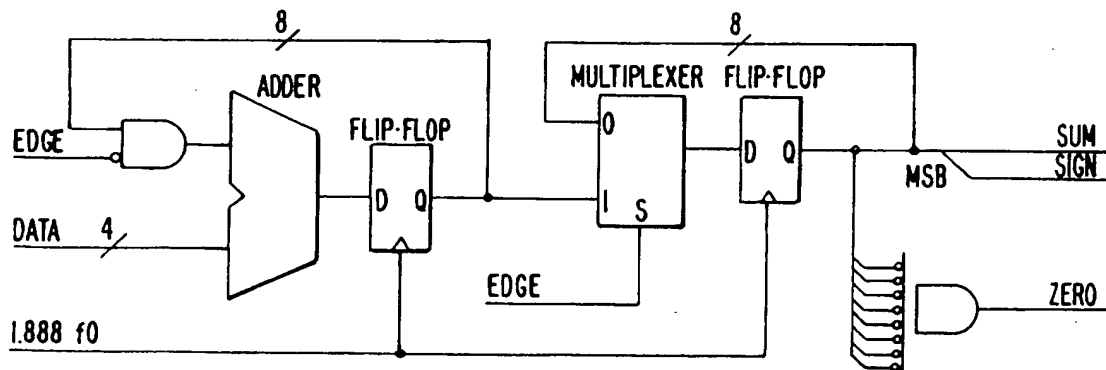 8
8
ADDER
MULTIPLEXER FLIP-FLOP
EDGE
FLIP-FLOP
0
D Q
D Q
SUM
SIGN
MSB
DATA 4
I
S
EDGE
ZERO
1.888 f0